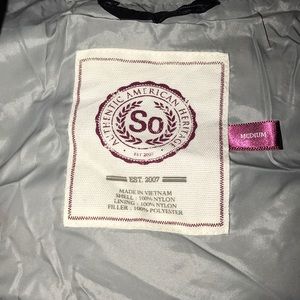 AUTHENTIC AMERICAN HERITAGE
So
EST 2007
EST. 2007
MADE IN VIETNAM
SHELL : 100% NYLON
LINING : 100% NYLON
FILLER : 100% POLYESTER
MEDIUM